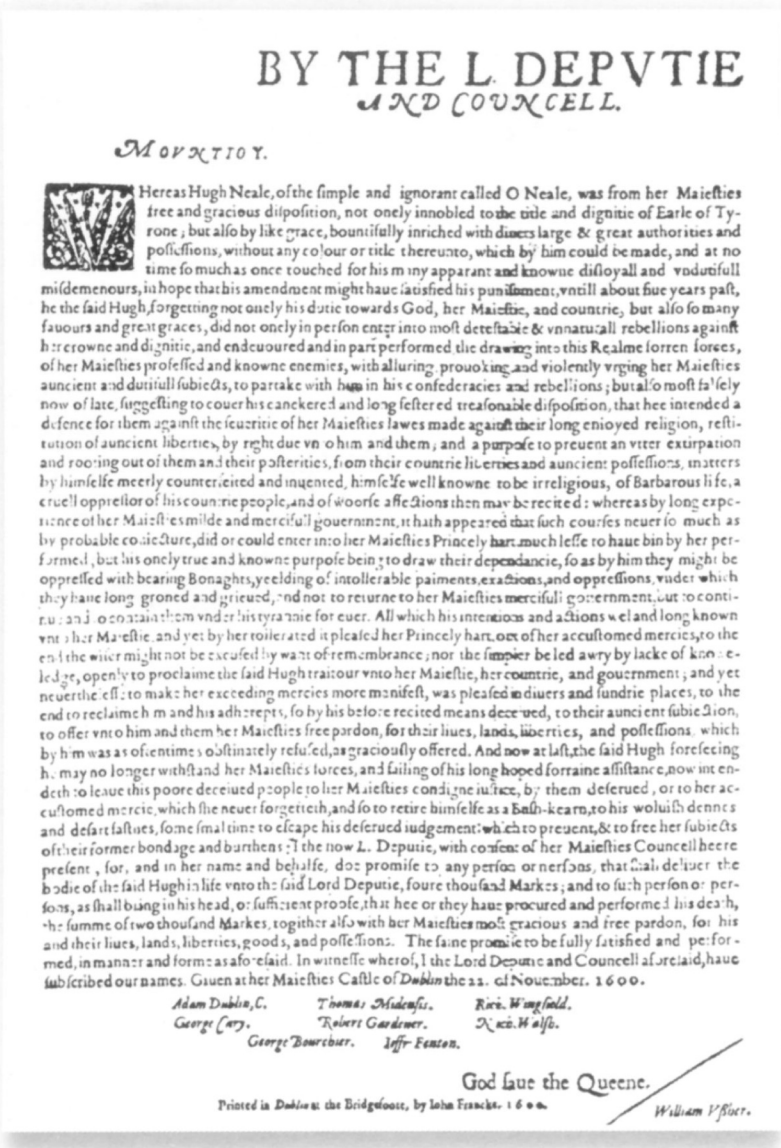 BY THE L. DEPVTIE
AND COVNCELL.
MOVNTIOY.
WHereas Hugh Neale, of the ſimple and ignorant called O Neale, was from her Maieſties
free and gracious diſpoſition, not onely innobled to the title and dignitie of Earle of Ty-
rone; but alſo by like grace, bountifully inriched with diuers large & great authorities and
poſſeſſions, without any colour or title thereunto, which by him could be made, and at no
time ſo much as once touched for his many apparant and knowne diſloyall and vndutifull
miſdemenours, in hope that his amendment might haue ſatisfied his puniſhment, vntill about fiue years paſt,
he the ſaid Hugh, forgetting not onely his dutie towards God, her Maieſtie, and countrie, but alſo ſo many
fauours and great graces, did not onely in perſon enter into moſt deteſtable & vnnaturall rebellions againſt
her crowne and dignitie, and endeuoured and in part performed the drawing into this Realme forren forces,
of her Maieſties profeſſed and knowne enemies, with alluring, prouoking and violently vrging her Maieſties
auncient and dutifull ſubiects, to partake with him in his confederacies and rebellions; but alſo moſt falſely
now of late, ſuggeſting to couer his canckered and long feſtered treaſonable diſpoſition, that hee intended a
defence for them againſt the ſeueritie of her Maieſties lawes made againſt their long enioyed religion, reſti-
tution of auncient liberties, by right due vnto him and them; and a purpoſe to preuent an vtter extirpation
and rooting out of them and their poſterities, from their countrie liberties and auncient poſſeſſions, matters
by himſelfe meerly counterfeited and inuented, himſelfe well knowne to be irreligious, of Barbarous life, a
cruell oppreſſor of his countrie people, and of woorſe affections then may be recited: whereas by long expe-
rience of her Maieſties milde and mercifull gouernment, it hath appeared that ſuch courſes neuer ſo much as
by probable coniecture, did or could enter into her Maieſties Princely hart, much leſſe to haue bin by her per-
formed, but his onely true and knowne purpoſe being to draw their dependancie, ſo as by him they might be
oppreſſed with bearing Bonaghts, yeelding of intollerable paiments, exactions, and oppreſſions, vnder which
they haue long groned and grieued, and not to returne to her Maieſties mercifull gouernment, but to conti-
nue and containe them vnder his tyrannie for euer. All which his intentions and actions wel and long known
vnto her Maieſtie, and yet by her tollerated it pleaſed her Princely hart, out of her accuſtomed mercies, to the
end the wiſer might not be excuſed by want of remembrance; nor the ſimpler be led awry by lacke of knowe-
ledge, openly to proclaime the ſaid Hugh traitour vnto her Maieſtie, her countrie, and gouernment; and yet
neuertheleſſe to make her exceeding mercies more manifeſt, was pleaſed in diuers and ſundrie places, to the
end to reclaime him and his adherents, ſo by his before recited means deceued, to their auncient ſubiection,
to offer vnto him and them her Maieſties free pardon, for their liues, lands, liberties, and poſſeſſions, which
by him was as oftentimes obſtinately refuſed, as graciouſly offered. And now at laſt, the ſaid Hugh foreſeeing
he may no longer withſtand her Maieſties forces, and failing of his long hoped forraine aſſiſtance, now inten-
deth to leaue this poore deceiued people to her Maieſties condigne iuſtice, by them deſerued, or to her ac-
cuſtomed mercie, which ſhe neuer forgetteth, and ſo to retire himſelfe as a Baſh-kearn, to his woluiſh dennes
and deſart faſtnes, ſome ſmal time to eſcape his deſerued iudgement: which to preuent, & to free her ſubiects
of their former bondage and burthens; I the now L. Deputie, with conſent of her Maieſties Councell heere
preſent, for, and in her name and behalfe, doe promiſe to any perſon or perſons, that ſhall deliuer the
bodie of the ſaid Hugh in life vnto the ſaid Lord Deputie, foure thouſand Markes; and to ſuch perſon or per-
ſons, as ſhall bring in his head, or ſufficient proofe, that hee or they haue procured and performed his death,
the ſumme of two thouſand Markes, togither alſo with her Maieſties moſt gracious and free pardon, for his
and their liues, lands, liberties, goods, and poſſeſſions. The ſame promiſe to be fully ſatisfied and perfor-
med, in manner and forme as aforeſaid. In witneſſe wherof, I the Lord Deputie and Councell aforeſaid, haue
ſubſcribed our names. Giuen at her Maieſties Caſtle of Dublin the 22. of Nouember. 1600.
Adam Dublin, C. Thomas Midenſis. Rich. Wingfield.
George Cary. Robert Gardener. Nich. Walſh.
George Bourchier. Ieffr Fenton.
God ſaue the Queene.
Printed in Dublin at the Bridgefoote, by Iohn Francke. 1600.
William Vſher.